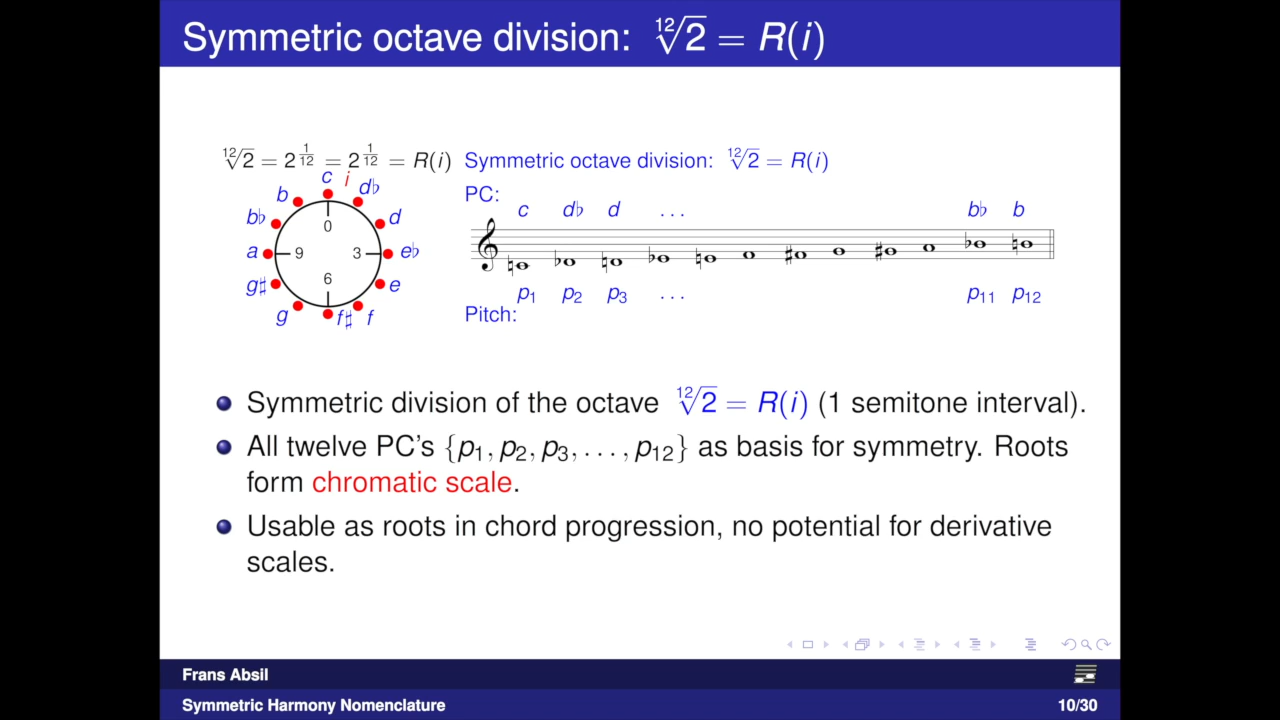 Symmetric octave division: ¹²√2 = R(i)
¹²√2 = 2^(1/12) = 2^(1/12) = R(i)
c i d♭ d e♭ e f f♯ g g♯ a b♭ b
0 3 6 9
Symmetric octave division: ¹²√2 = R(i)
PC:
c d♭ d ... b♭ b
p₁ p₂ p₃ ... p₁₁ p₁₂
Pitch:
Symmetric division of the octave ¹²√2 = R(i) (1 semitone interval).
All twelve PC's {p₁, p₂, p₃, ..., p₁₂} as basis for symmetry. Roots
form chromatic scale.
Usable as roots in chord progression, no potential for derivative
scales.
Frans Absil
Symmetric Harmony Nomenclature 10/30